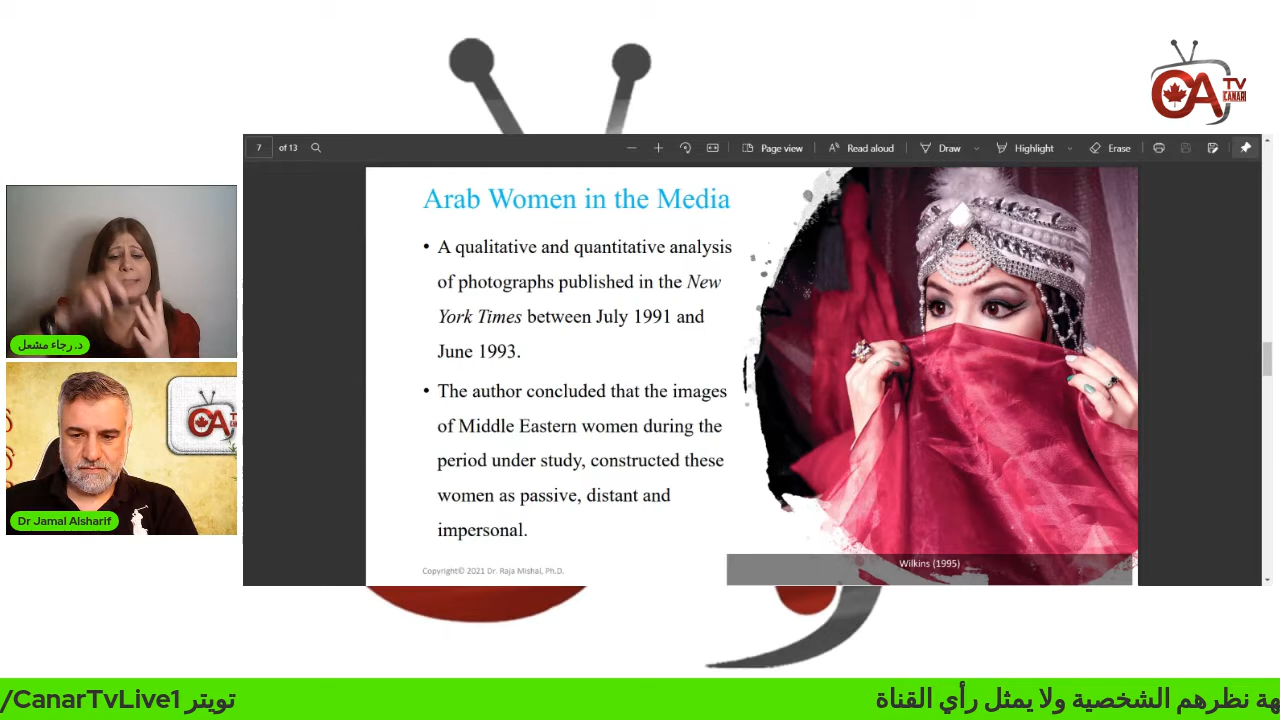 CA TV
CANAR
7 of 13
Page view
Read aloud
Draw
Highlight
Erase
Arab Women in the Media
• A qualitative and quantitative analysis
of photographs published in the New
York Times between July 1991 and
June 1993.
• The author concluded that the images
of Middle Eastern women during the
period under study, constructed these
women as passive, distant and
impersonal.
Copyright© 2021 Dr. Raja Mishal, Ph.D.
Wilkins (1995)
د. رجاء مشعل
CA
Dr Jamal Alsharif
تويتر /CanarTvLive1
هة نظرهم الشخصية ولا يمثل رأي القناة